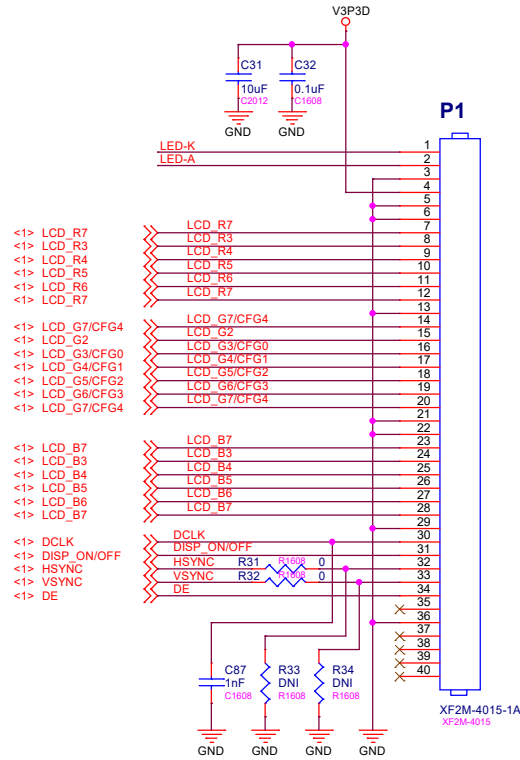 V3P3D
C31
10uF
C2012
C32
0.1uF
C1608
GND
GND
P1
LED-K 1
LED-A 2
3
4
5
6
<1> LCD_R7 LCD_R7 7
<1> LCD_R3 LCD_R3 8
<1> LCD_R4 LCD_R4 9
<1> LCD_R5 LCD_R5 10
<1> LCD_R6 LCD_R6 11
<1> LCD_R7 LCD_R7 12
13
<1> LCD_G7/CFG4 LCD_G7/CFG4 14
<1> LCD_G2 LCD_G2 15
<1> LCD_G3/CFG0 LCD_G3/CFG0 16
<1> LCD_G4/CFG1 LCD_G4/CFG1 17
<1> LCD_G5/CFG2 LCD_G5/CFG2 18
<1> LCD_G6/CFG3 LCD_G6/CFG3 19
<1> LCD_G7/CFG4 LCD_G7/CFG4 20
21
22
<1> LCD_B7 LCD_B7 23
<1> LCD_B3 LCD_B3 24
<1> LCD_B4 LCD_B4 25
<1> LCD_B5 LCD_B5 26
<1> LCD_B6 LCD_B6 27
<1> LCD_B7 LCD_B7 28
29
<1> DCLK DCLK 30
<1> DISP_ON/OFF DISP_ON/OFF 31
<1> HSYNC HSYNC R31 R1608 0 32
<1> VSYNC VSYNC R32 R1608 0 33
<1> DE DE 34
35
36
37
38
39
40
C87
1nF
C1608
R33
DNI
R1608
R34
DNI
R1608
XF2M-4015-1A
XF2M-4015
GND
GND
GND
GND